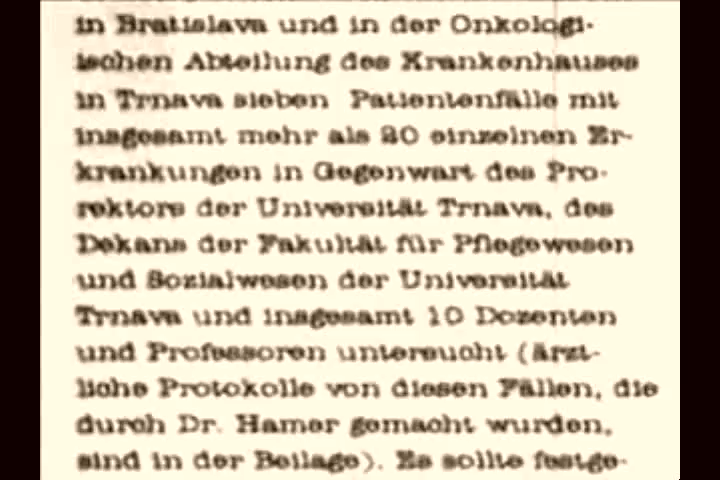 in Bratislava und in der Onkologi-
ischen Abteilung des Krankenhauses
in Trnava sieben Patientenfälle mit
insgesamt mehr als 20 einzelnen Er-
krankungen in Gegenwart des Pro-
rektors der Universität Trnava, des
Dekans der Fakultät für Pflegewesen
und Sozialwesen der Universität
Trnava und insgesamt 10 Dozenten
und Professoren untersucht (ärzt-
liche Protokolle von diesen Fällen, die
durch Dr. Hamer gemacht wurden,
sind in der Beilage). Es sollte festge-